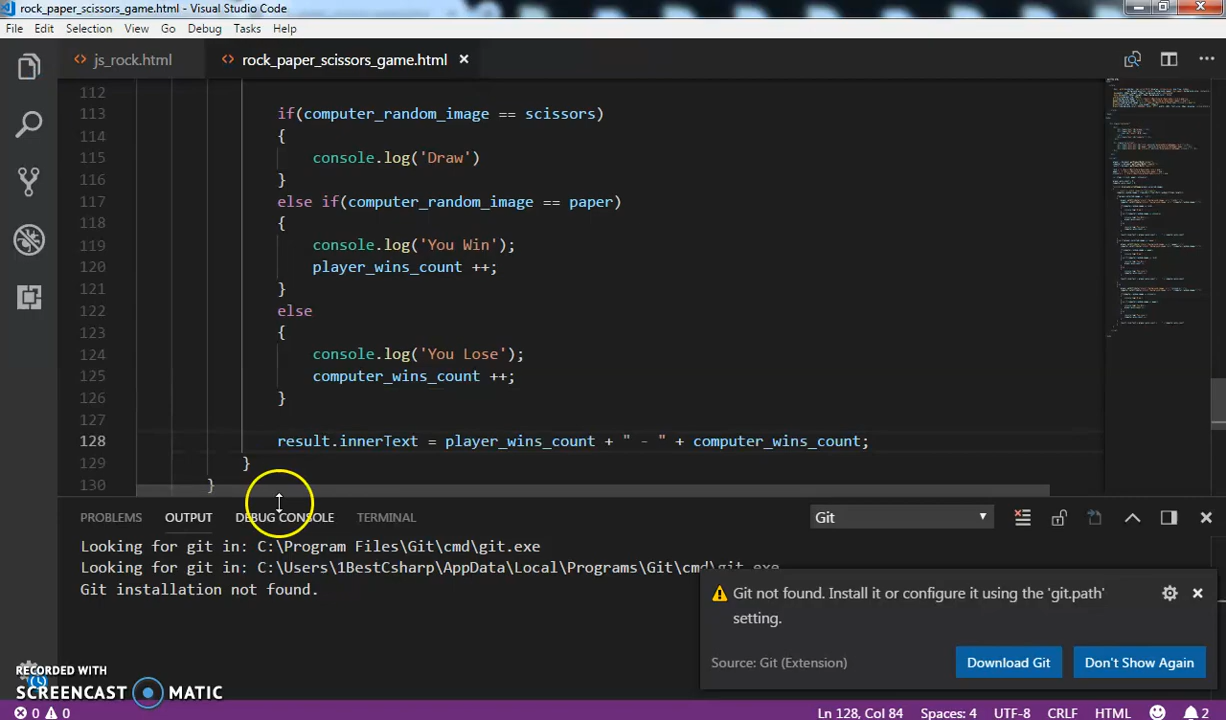 rock_paper_scissors_game.html - Visual Studio Code
File Edit Selection View Go Debug Tasks Help
js_rock.html rock_paper_scissors_game.html
112
113 if(computer_random_image == scissors)
114 {
115 console.log('Draw')
116 }
117 else if(computer_random_image == paper)
118 {
119 console.log('You Win');
120 player_wins_count ++;
121 }
122 else
123 {
124 console.log('You Lose');
125 computer_wins_count ++;
126 }
127
128 result.innerText = player_wins_count + " - " + computer_wins_count;
129 }
130 }
PROBLEMS OUTPUT DEBUG CONSOLE TERMINAL Git
Looking for git in: C:\Program Files\Git\cmd\git.exe
Looking for git in: C:\Users\1BestCsharp\AppData\Local\Programs\Git\cmd\git.exe
Git installation not found.
Git not found. Install it or configure it using the 'git.path'
setting.
Source: Git (Extension) Download Git Don't Show Again
RECORDED WITH
SCREENCAST MATIC
0 0 Ln 128, Col 84 Spaces: 4 UTF-8 CRLF HTML 2